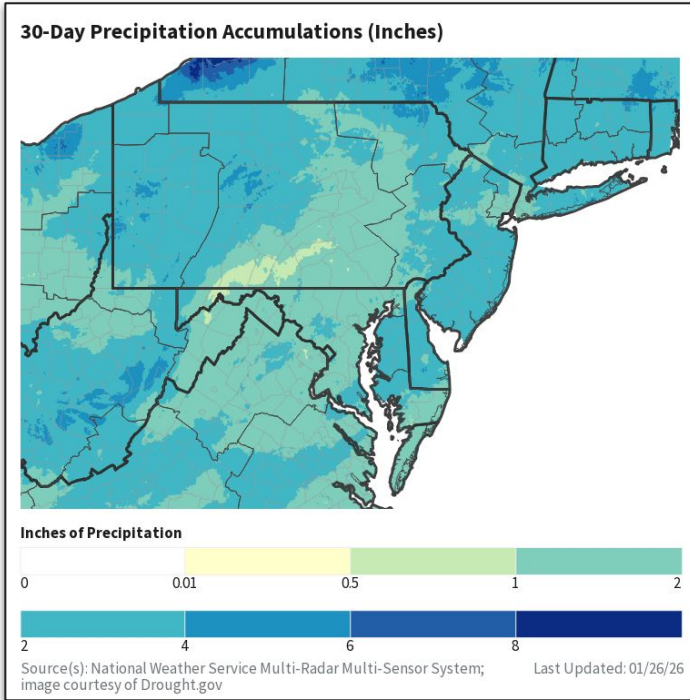 30-Day Precipitation Accumulations (Inches)
Inches of Precipitation
0 0.01 0.5 1 2
2 4 6 8
Source(s): National Weather Service Multi-Radar Multi-Sensor System; Last Updated: 01/26/26
image courtesy of Drought.gov